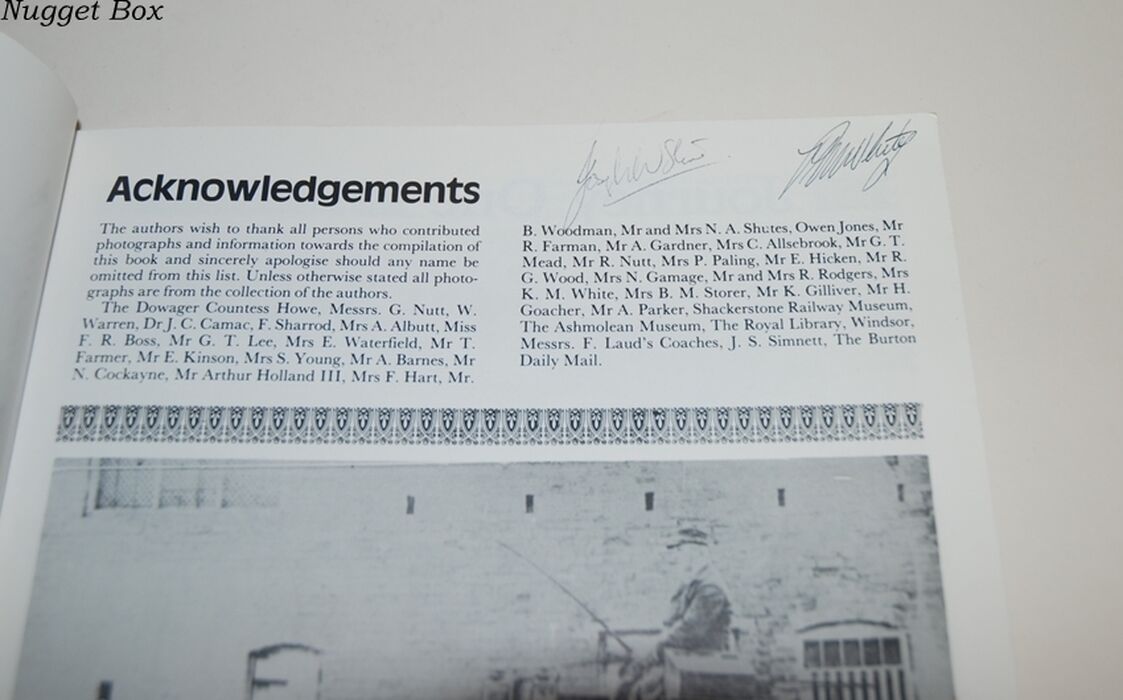 Nugget Box
Acknowledgements
The authors wish to thank all persons who contributed
photographs and information towards the compilation of
this book and sincerely apologise should any name be
omitted from this list. Unless otherwise stated all photo-
graphs are from the collection of the authors.
The Dowager Countess Howe, Messrs. G. Nutt, W.
Warren, Dr J. C. Camac, F. Sharrod, Mrs A. Albutt, Miss
F. R. Boss, Mr G. T. Lee, Mrs E. Waterfield, Mr T.
Farmer, Mr E. Kinson, Mrs S. Young, Mr A. Barnes, Mr
N. Cockayne, Mr Arthur Holland III, Mrs F. Hart, Mr.
B. Woodman, Mr and Mrs N. A. Shutes, Owen Jones, Mr
R. Farman, Mr A. Gardner, Mrs C. Allsebrook, Mr G. T.
Mead, Mr R. Nutt, Mrs P. Paling, Mr E. Hicken, Mr R.
G. Wood, Mrs N. Gamage, Mr and Mrs R. Rodgers, Mrs
K. M. White, Mrs B. M. Storer, Mr K. Gilliver, Mr H.
Goacher, Mr A. Parker, Shackerstone Railway Museum,
The Ashmolean Museum, The Royal Library, Windsor,
Messrs. F. Laud's Coaches, J. S. Simnett, The Burton
Daily Mail.